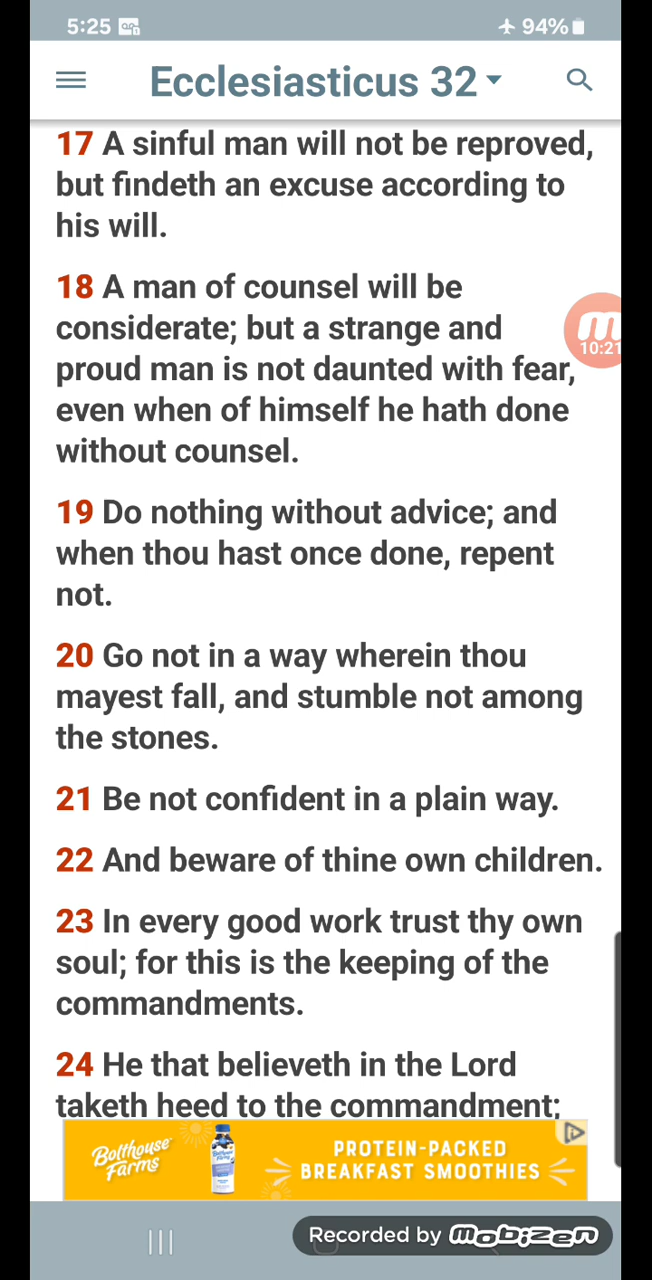 5:25 94%
Ecclesiasticus 32
17 A sinful man will not be reproved,
but findeth an excuse according to
his will.
18 A man of counsel will be
considerate; but a strange and
proud man is not daunted with fear,
even when of himself he hath done
without counsel.
m
10:21
19 Do nothing without advice; and
when thou hast once done, repent
not.
20 Go not in a way wherein thou
mayest fall, and stumble not among
the stones.
21 Be not confident in a plain way.
22 And beware of thine own children.
23 In every good work trust thy own
soul; for this is the keeping of the
commandments.
24 He that believeth in the Lord
taketh heed to the commandment;
Bolthouse
Farms
PROTEIN-PACKED
BREAKFAST SMOOTHIES
Recorded by mobizen